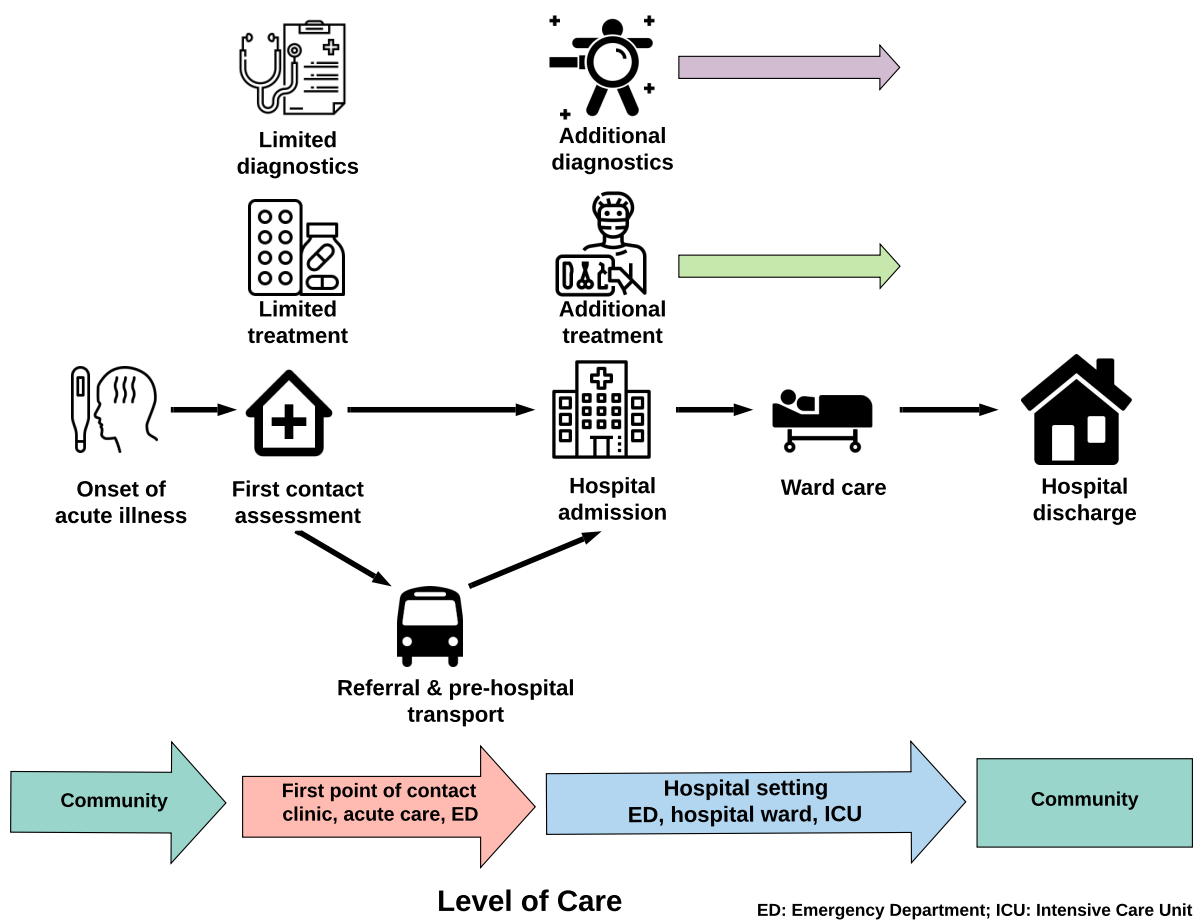 Limited
diagnostics
Additional
diagnostics
Limited
treatment
Additional
treatment
Onset of
acute illness
First contact
assessment
Hospital
admission
Ward care
Hospital
discharge
Referral & pre-hospital
transport
Community
First point of contact
clinic, acute care, ED
Hospital setting
ED, hospital ward, ICU
Community
Level of Care
ED: Emergency Department; ICU: Intensive Care Unit